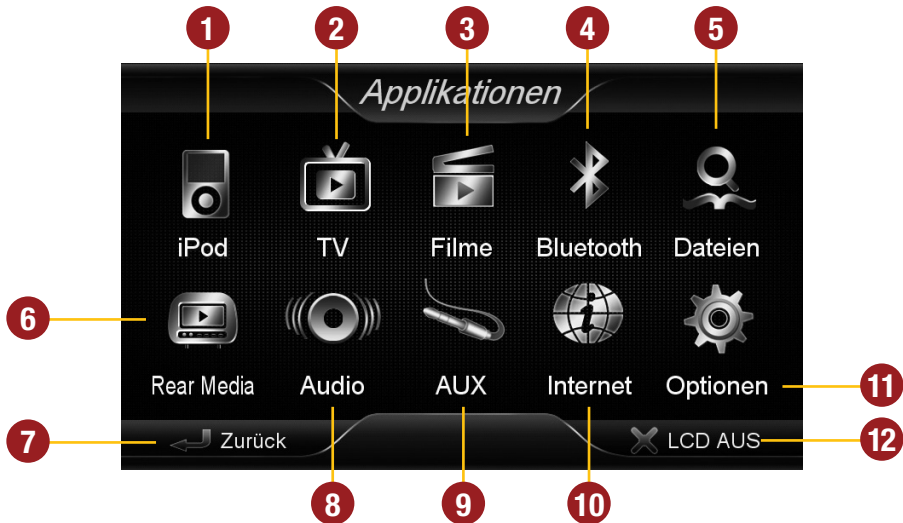 1 2 3 4 5
Applikationen
iPod TV Filme Bluetooth Dateien
6
Rear Media Audio AUX Internet Optionen
11
7 Zurück LCD AUS 12
8 9 10